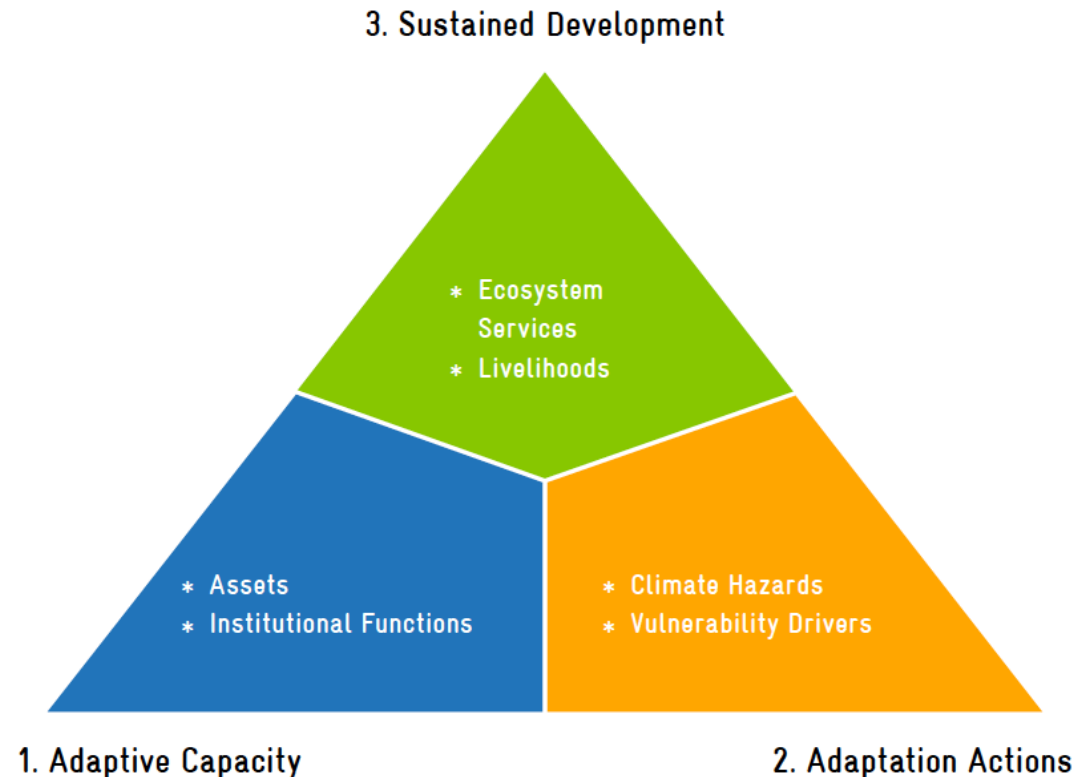 3. Sustained Development
* Ecosystem
Services
* Livelihoods
* Assets
* Institutional Functions
* Climate Hazards
* Vulnerability Drivers
1. Adaptive Capacity
2. Adaptation Actions